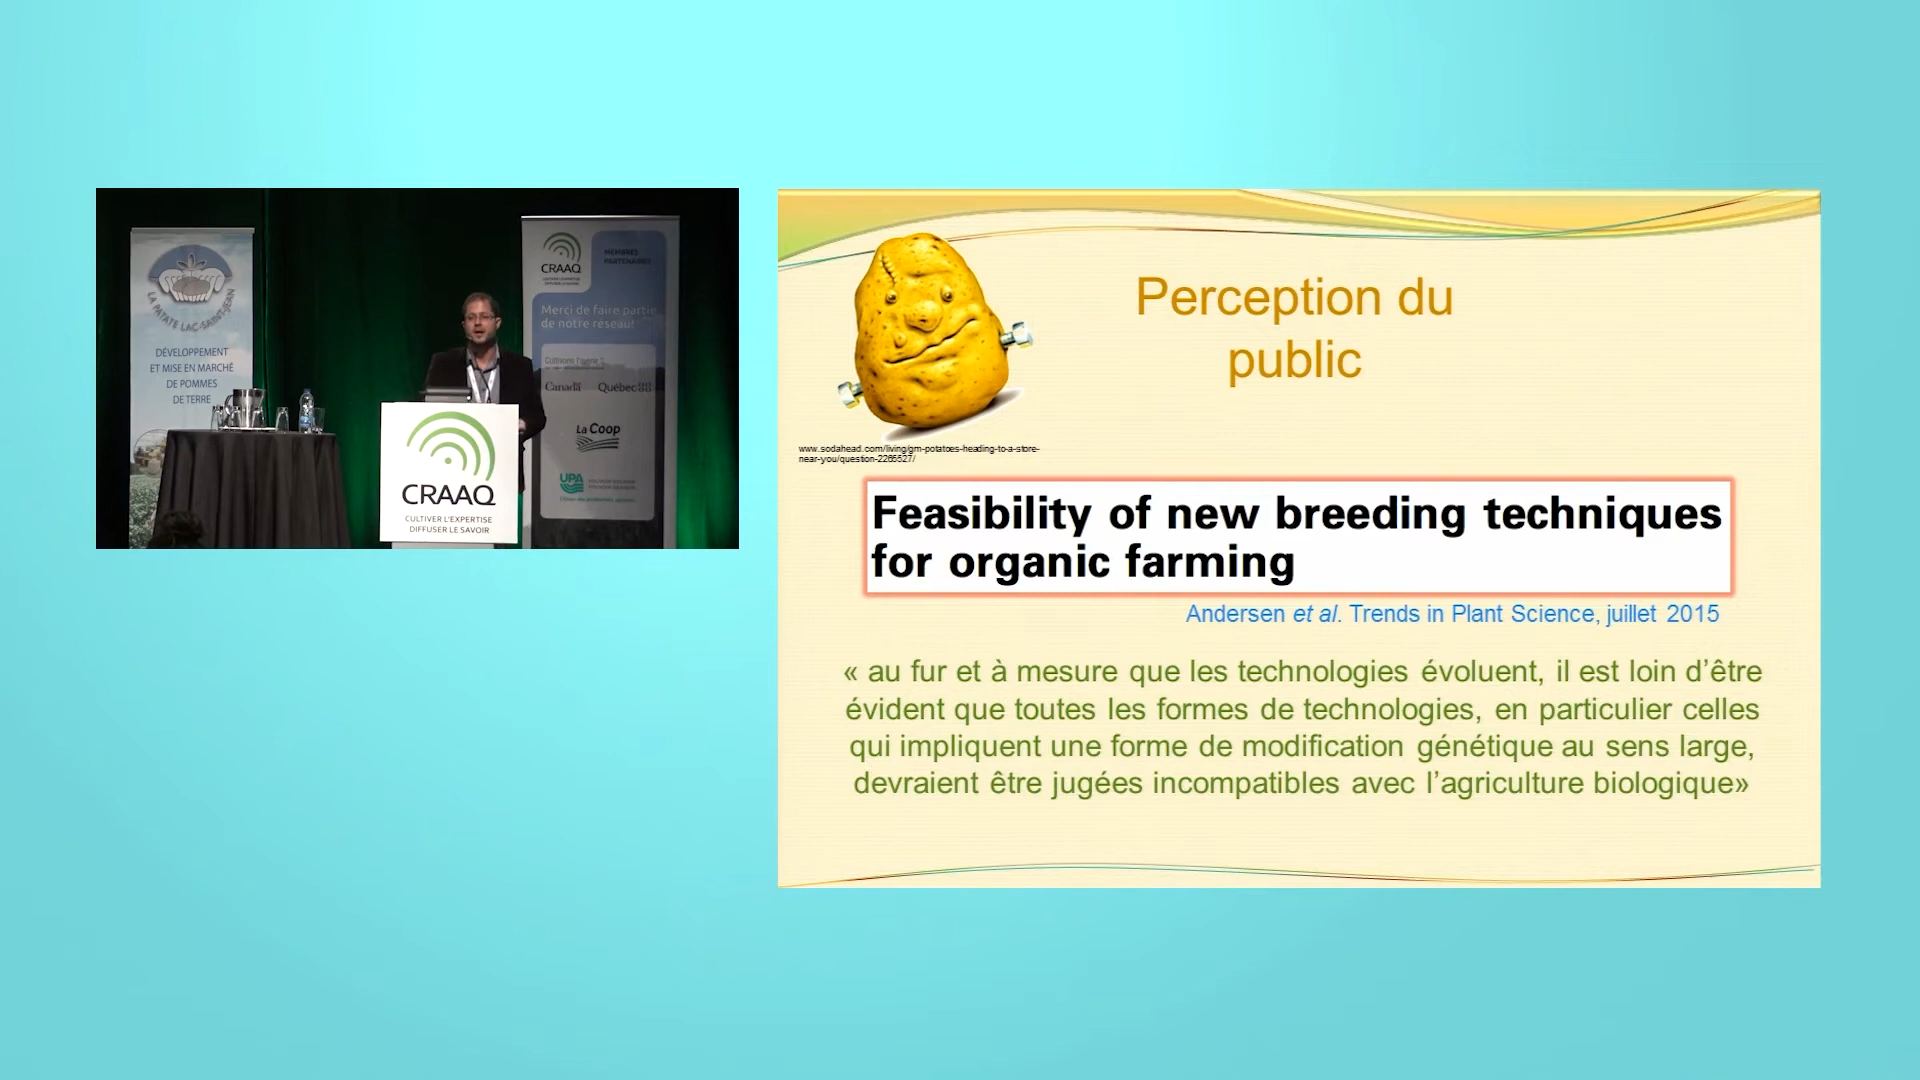 LA PATATE LAC-SAINT-JEAN
DÉVELOPPEMENT
ET MISE EN MARCHÉ
DE POMMES
DE TERRE
CRAAQ
CULTIVER L'EXPERTISE
DIFFUSER LE SAVOIR
CRAAQ
MEMBRES
PARTENAIRES
Merci de faire partie
de notre réseau!
Canada
Québec
La Coop
UPA
Perception du
public
www.sodahead.com/living/gm-potatoes-heading-to-a-store-
near-you/question-2265527/
Feasibility of new breeding techniques
for organic farming
Andersen et al. Trends in Plant Science, juillet 2015
« au fur et à mesure que les technologies évoluent, il est loin d’être
évident que toutes les formes de technologies, en particulier celles
qui impliquent une forme de modification génétique au sens large,
devraient être jugées incompatibles avec l’agriculture biologique»